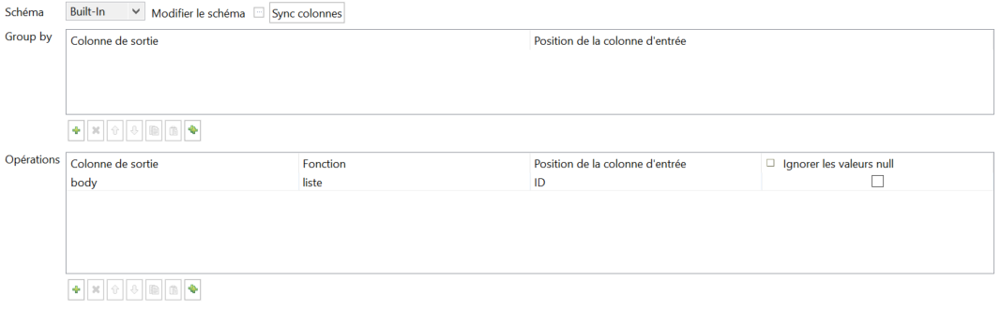 Schéma Built-In Modifier le schéma Sync colonnes
Group by Colonne de sortie Position de la colonne d'entrée
Opérations Colonne de sortie Fonction Position de la colonne d'entrée Ignorer les valeurs null
body liste ID